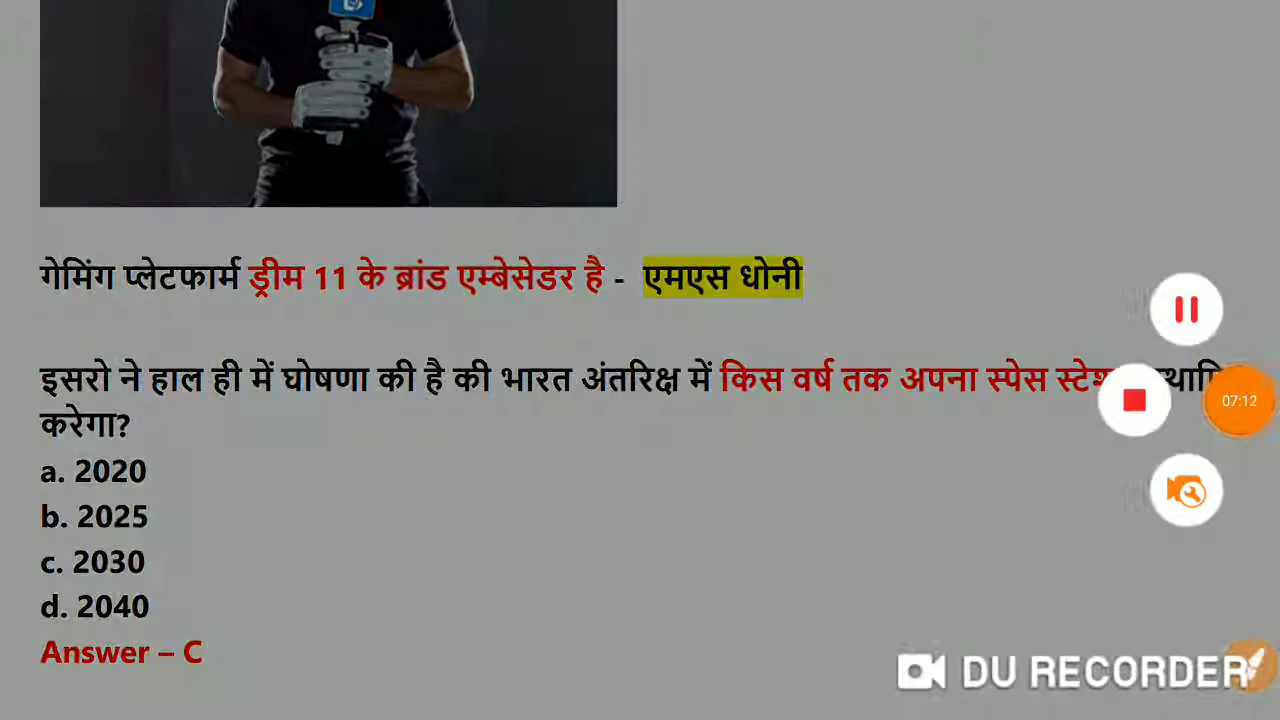 गेमिंग प्लेटफार्म ड्रीम 11 के ब्रांड एम्बेसेडर है - एमएस धोनी
इसरो ने हाल ही में घोषणा की है की भारत अंतरिक्ष में किस वर्ष तक अपना स्पेस
करेगा?
a. 2020
b. 2025
c. 2030
d. 2040
Answer – C
07:12
DU RECORDER